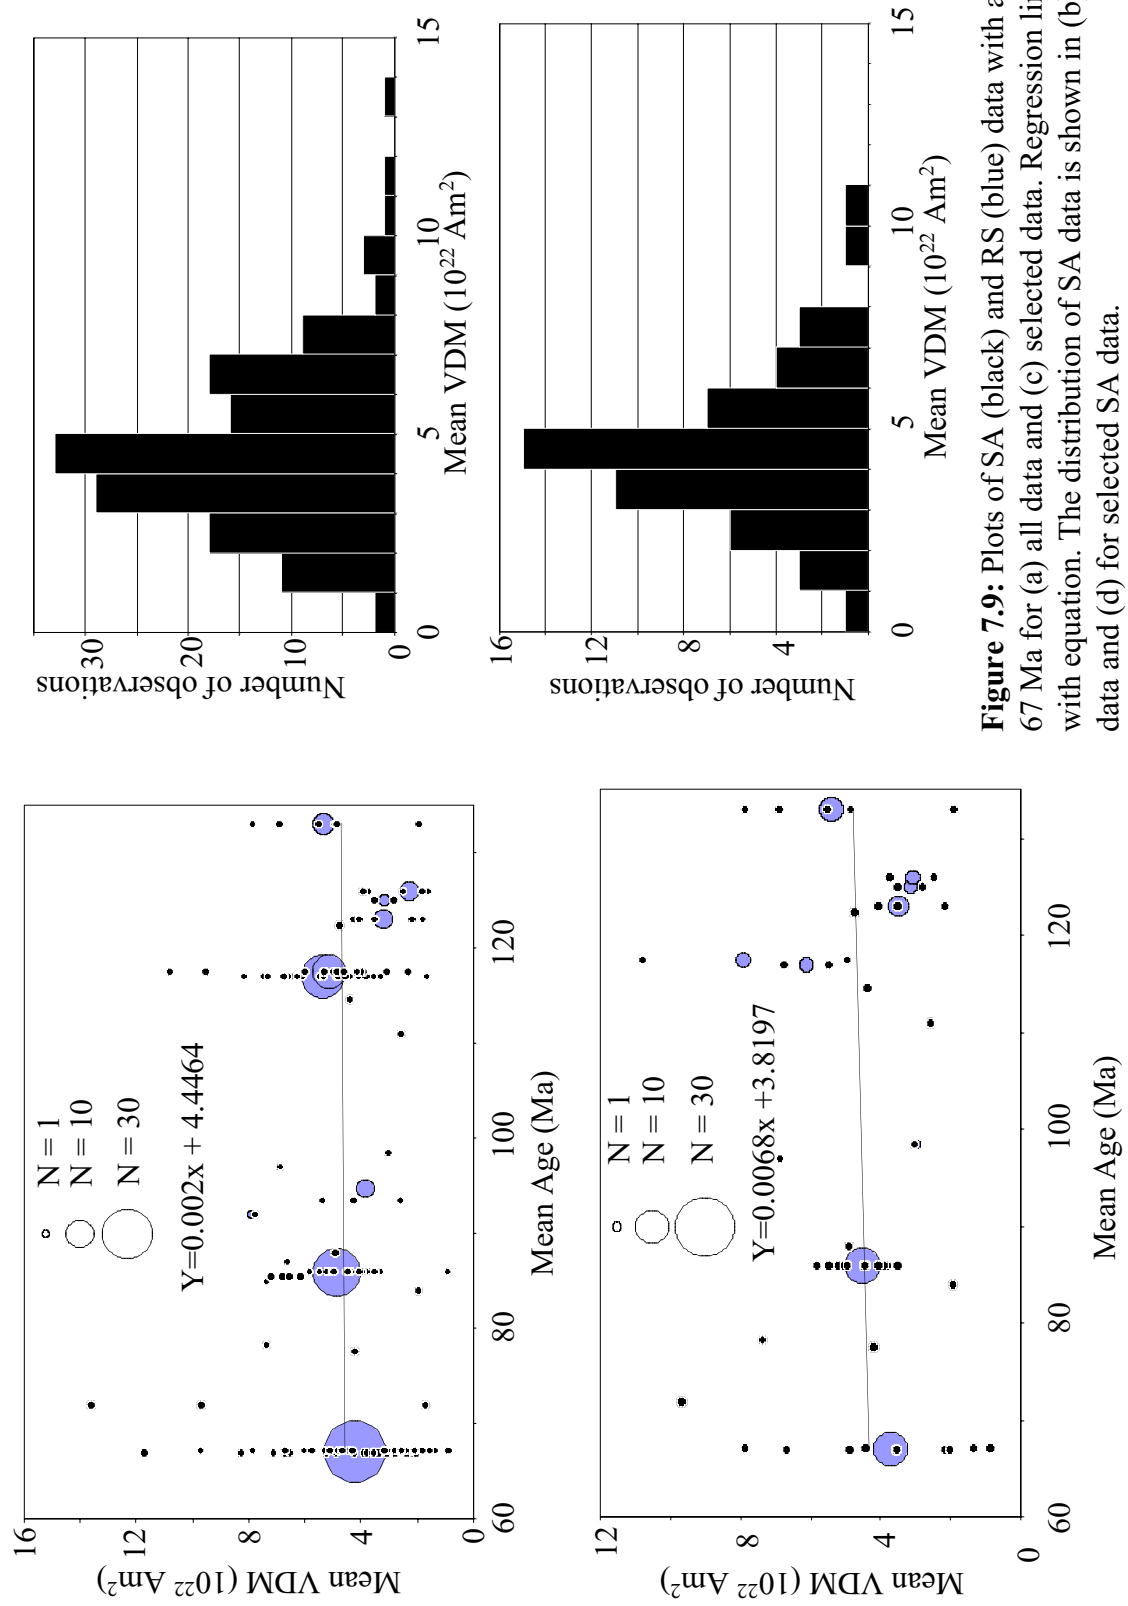 16
12
8
4
0
Mean VDM (10²² Am²)
60
80
100
120
Mean Age (Ma)
N = 1
N = 10
N = 30
Y=0.002x + 4.4464
30
20
10
0
Number of observations
0
5
10
15
Mean VDM (10²² Am²)
12
8
4
0
Mean VDM (10²² Am²)
60
80
100
120
Mean Age (Ma)
N = 1
N = 10
N = 30
Y=0.0068x +3.8197
16
12
8
4
Number of observations
0
5
10
15
Mean VDM (10²² Am²)
Figure 7.9: Plots of SA (black) and RS (blue) data with a
67 Ma for (a) all data and (c) selected data. Regression
with equation. The distribution of SA data is shown in (b
data and (d) for selected SA data.